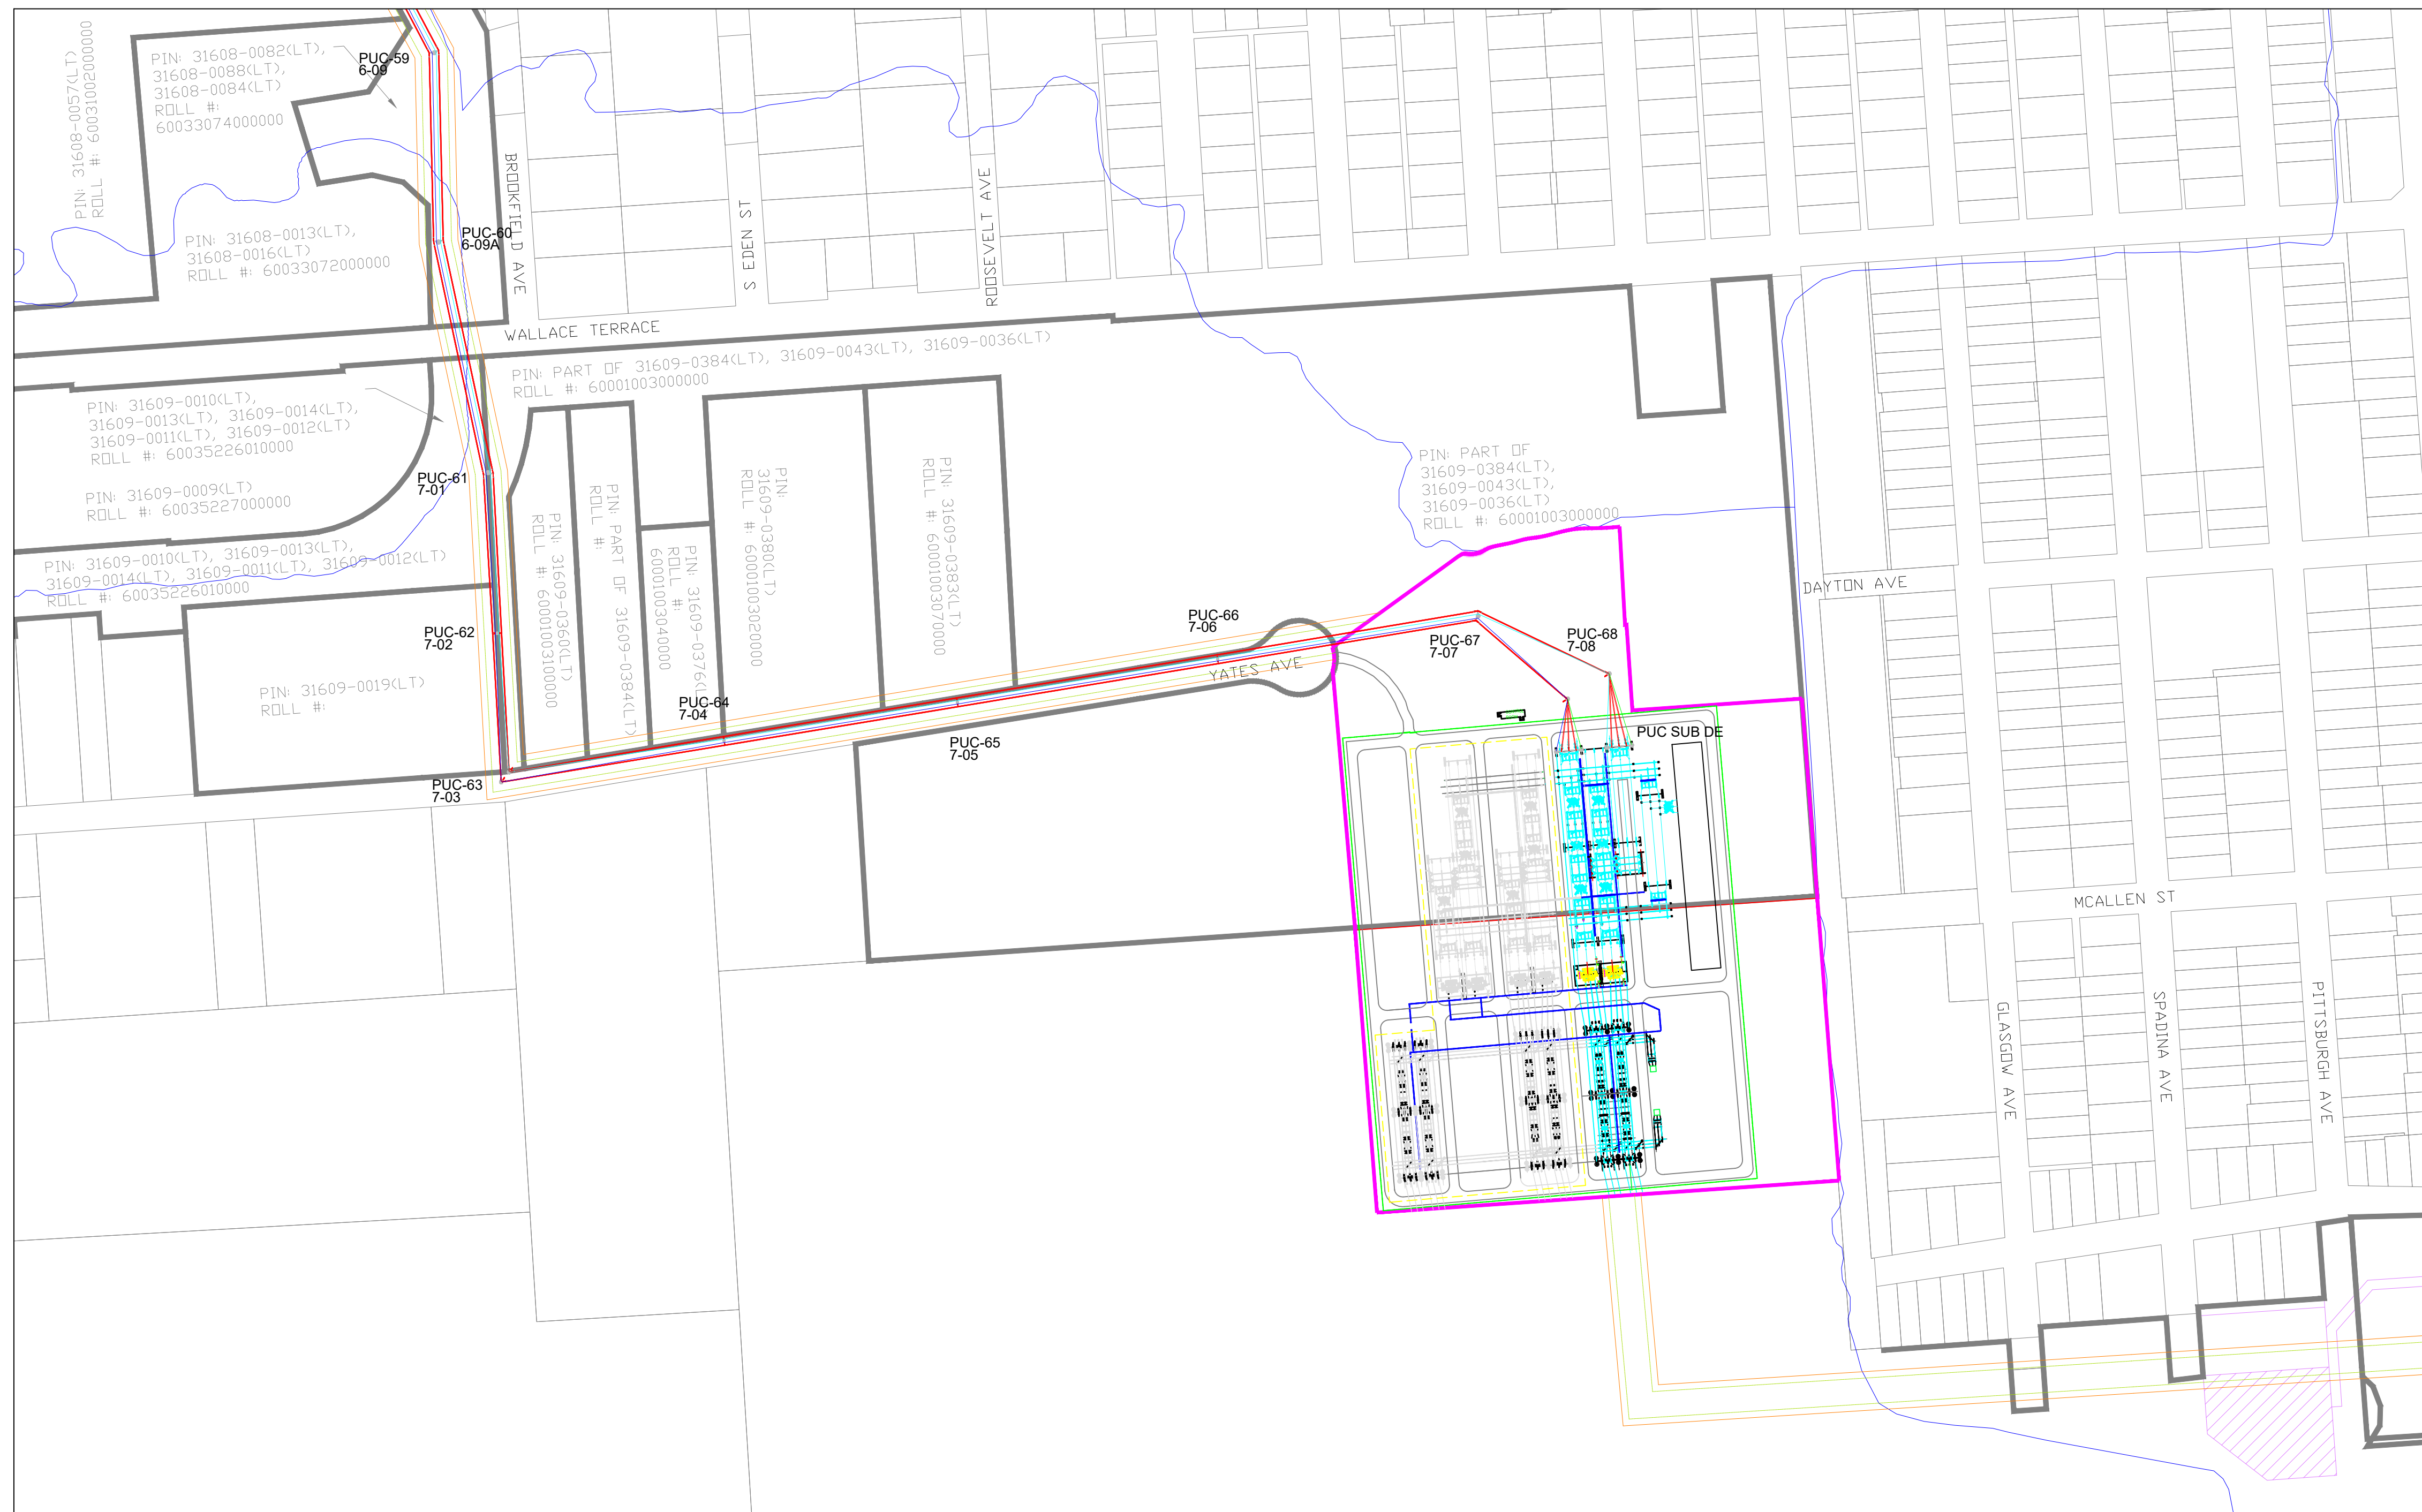 PIN: 31608-0057(LT)
ROLL #: 60031002000000
PIN: 31608-0082(LT),
31608-0088(LT),
31608-0084(LT)
ROLL #:
60033074000000
PUC-59
6-09
PIN: 31608-0013(LT),
31608-0016(LT)
ROLL #: 60033072000000
PUC-60
6-09A
BROOKFIELD AVE
S EDEN ST
ROOSEVELT AVE
WALLACE TERRACE
PIN: PART OF 31609-0384(LT), 31609-0043(LT), 31609-0036(LT)
ROLL #: 60001003000000
PIN: 31609-0010(LT),
31609-0013(LT), 31609-0014(LT),
31609-0011(LT), 31609-0012(LT)
ROLL #: 60035226010000
PIN: 31609-0009(LT)
ROLL #: 60035227000000
PUC-61
7-01
PIN: 31609-0010(LT), 31609-0013(LT),
31609-0014(LT), 31609-0011(LT), 31609-0012(LT)
ROLL #: 60035226010000
PIN: 31609-0360(LT)
ROLL #: 60001003100000
PIN: PART OF 31609-0384(LT)
ROLL #:
PIN: 31609-0376(L
ROLL #:
60001003040000
PIN:
31609-0380(LT)
ROLL #: 60001003020000
PIN: 31609-0383(LT)
ROLL #: 60001003070000
PIN: PART OF
31609-0384(LT),
31609-0043(LT),
31609-0036(LT)
ROLL #: 60001003000000
DAYTON AVE
PUC-62
7-02
PIN: 31609-0019(LT)
ROLL #:
PUC-66
7-06
PUC-67
7-07
PUC-68
7-08
YATES AVE
PUC-64
7-04
PUC-65
7-05
PUC SUB DE
PUC-63
7-03
MCALLEN ST
GLASGOW AVE
SPADINA AVE
PITTSBURGH AVE